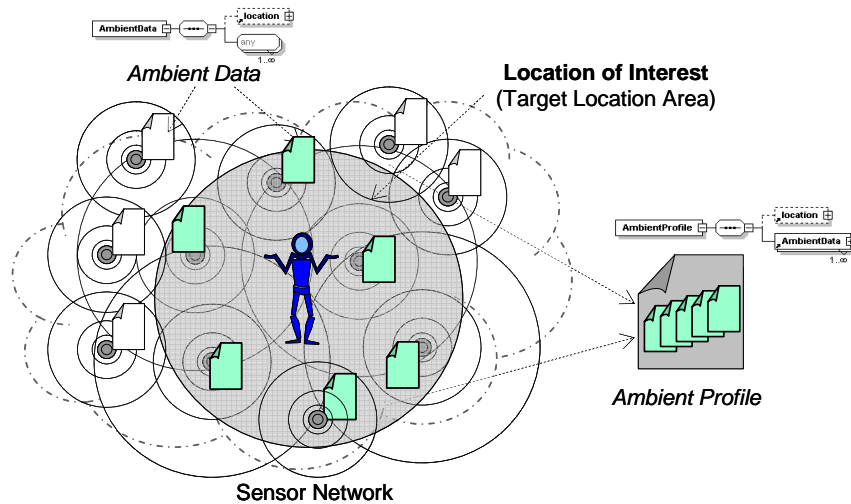 AmbientData
location
any
1..∞
Ambient Data
Location of Interest
(Target Location Area)
AmbientProfile
location
AmbientData
1..∞
Ambient Profile
Sensor Network